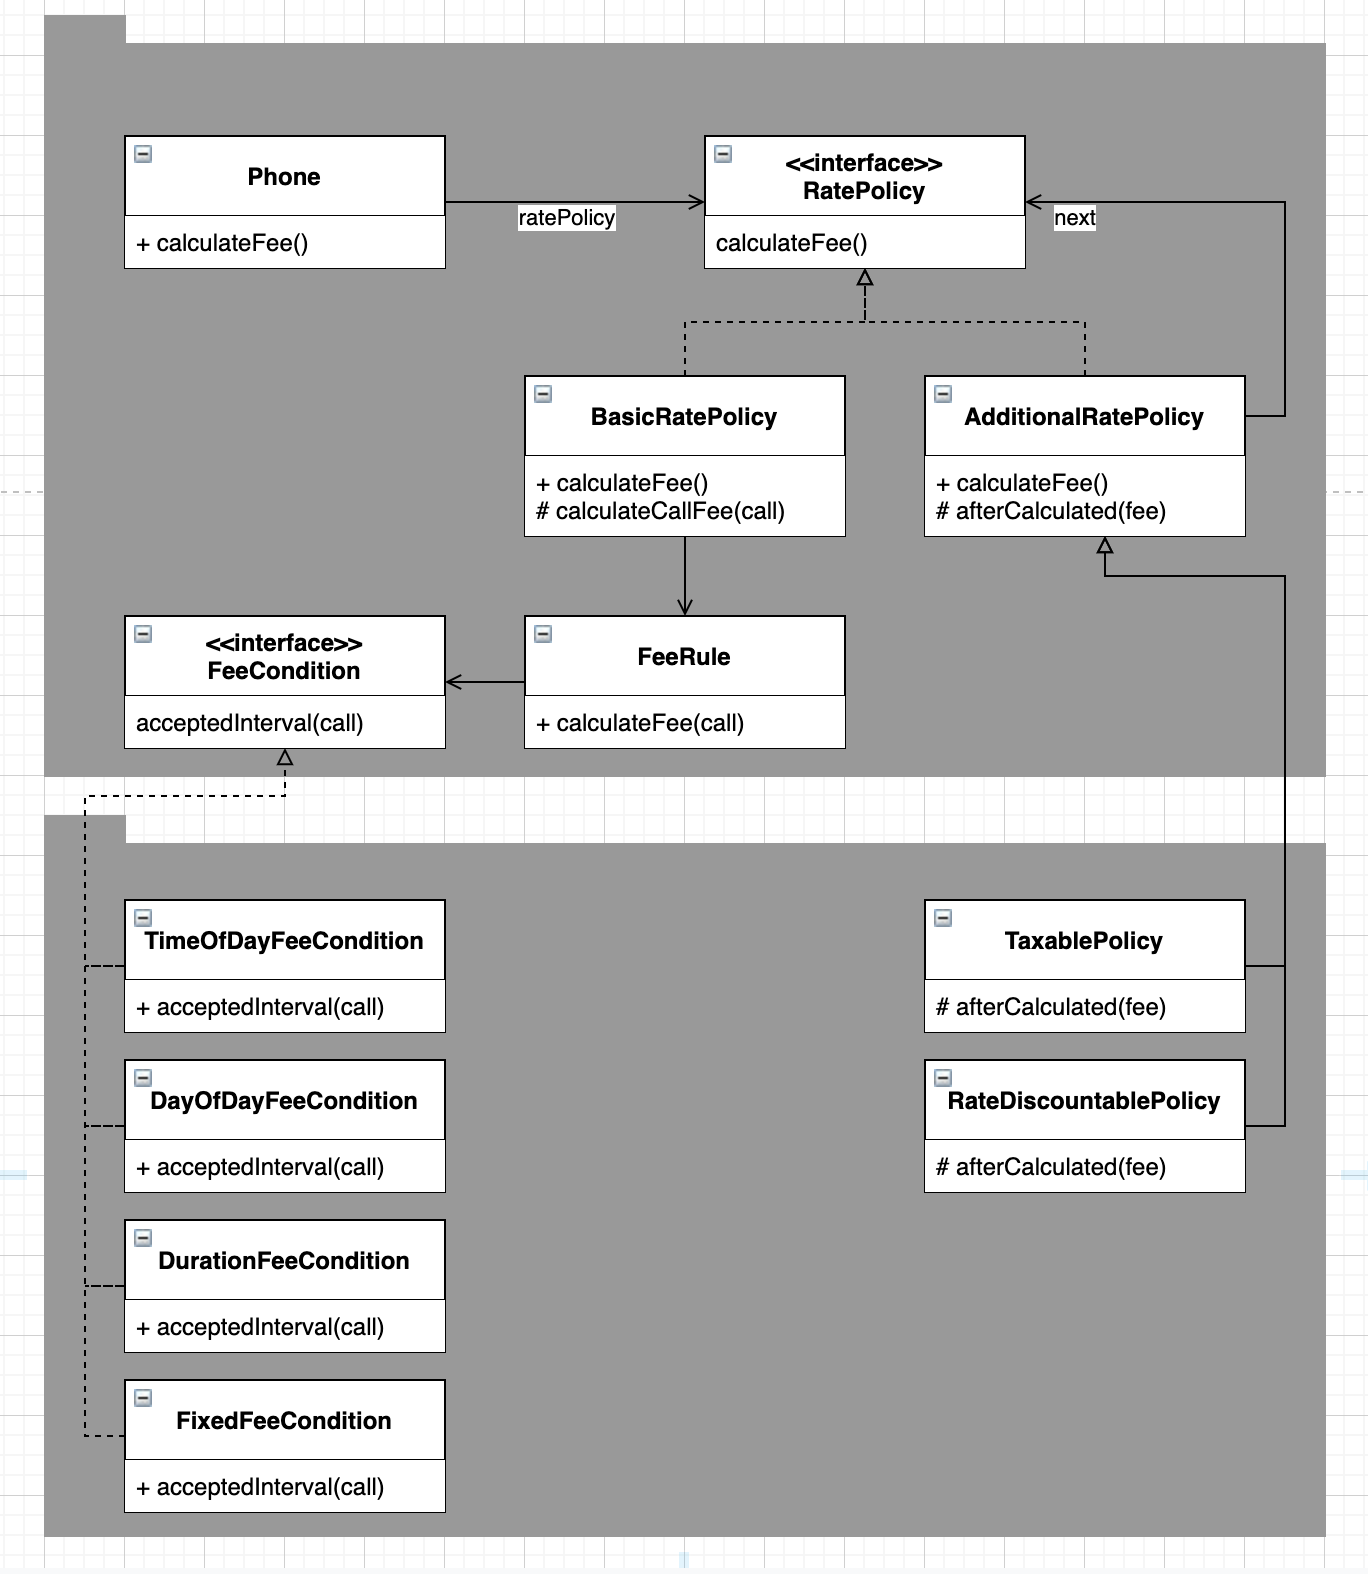 Phone
+ calculateFee()
ratePolicy
<<interface>>
RatePolicy
calculateFee()
next
BasicRatePolicy
+ calculateFee()
# calculateCallFee(call)
AdditionalRatePolicy
+ calculateFee()
# afterCalculated(fee)
<<interface>>
FeeCondition
acceptedInterval(call)
FeeRule
+ calculateFee(call)
TimeOfDayFeeCondition
+ acceptedInterval(call)
TaxablePolicy
# afterCalculated(fee)
DayOfDayFeeCondition
+ acceptedInterval(call)
RateDiscountablePolicy
# afterCalculated(fee)
DurationFeeCondition
+ acceptedInterval(call)
FixedFeeCondition
+ acceptedInterval(call)